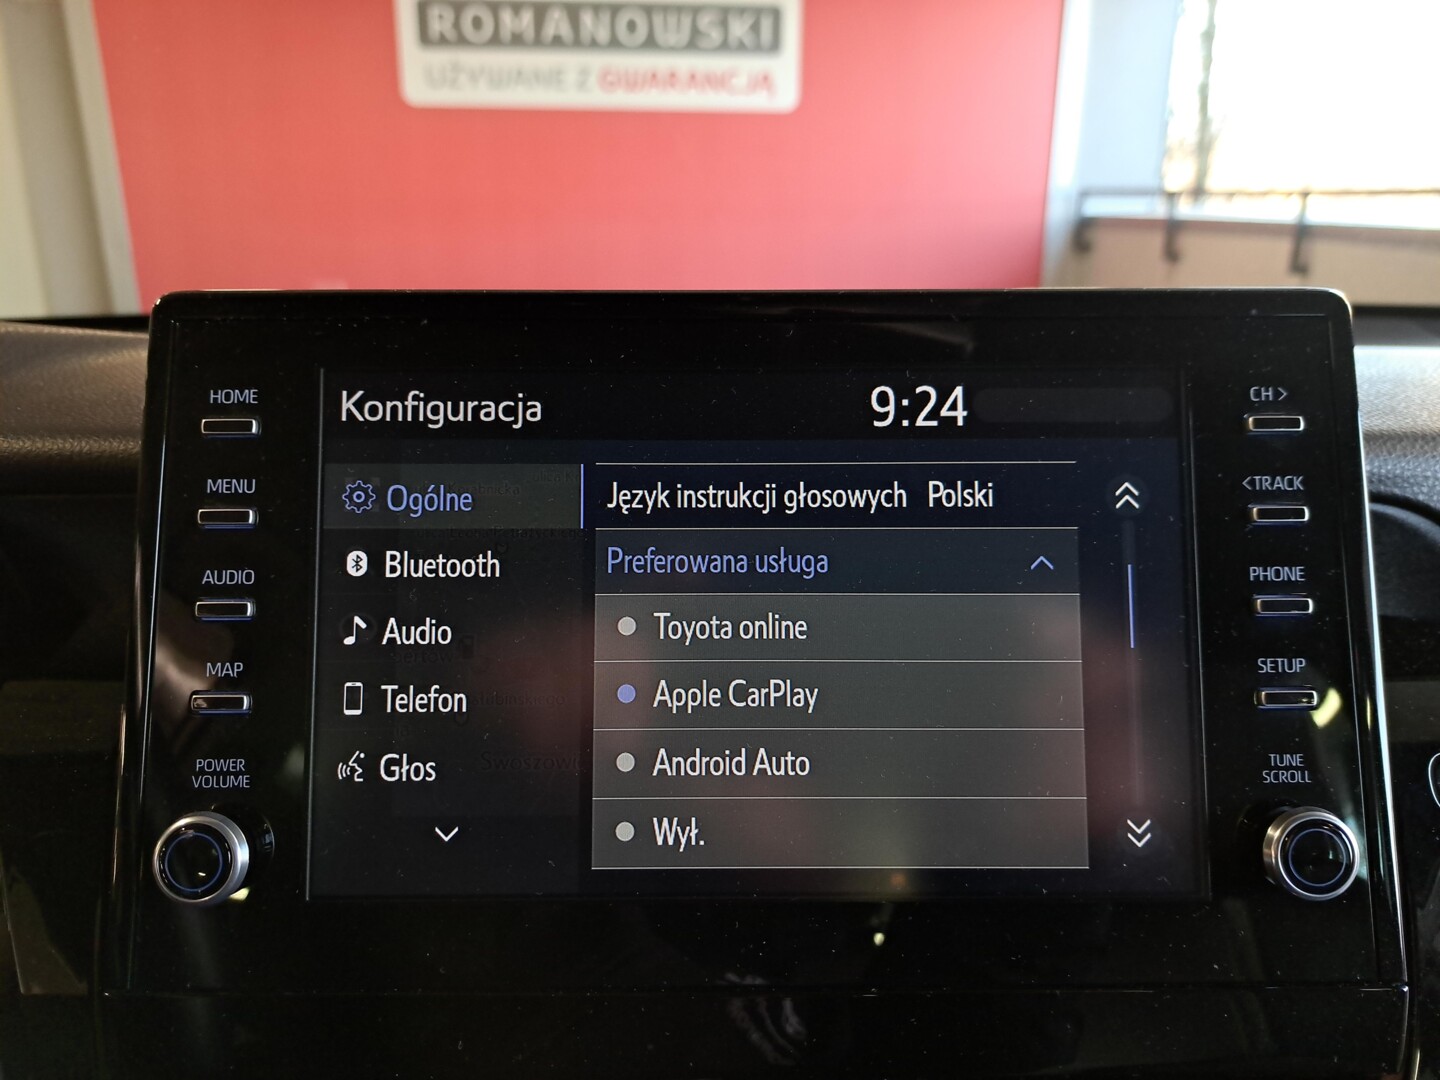 ROMANOWSKI
UŻYWANE Z GWARANCJĄ
HOME
MENU
AUDIO
MAP
POWER
VOLUME
Konfiguracja
9:24
Ogólne
Bluetooth
Audio
Telefon
Głos
Język instrukcji głosowych Polski
Preferowana usługa
Toyota online
Apple CarPlay
Android Auto
Wył.
CH >
< TRACK
PHONE
SETUP
TUNE
SCROLL